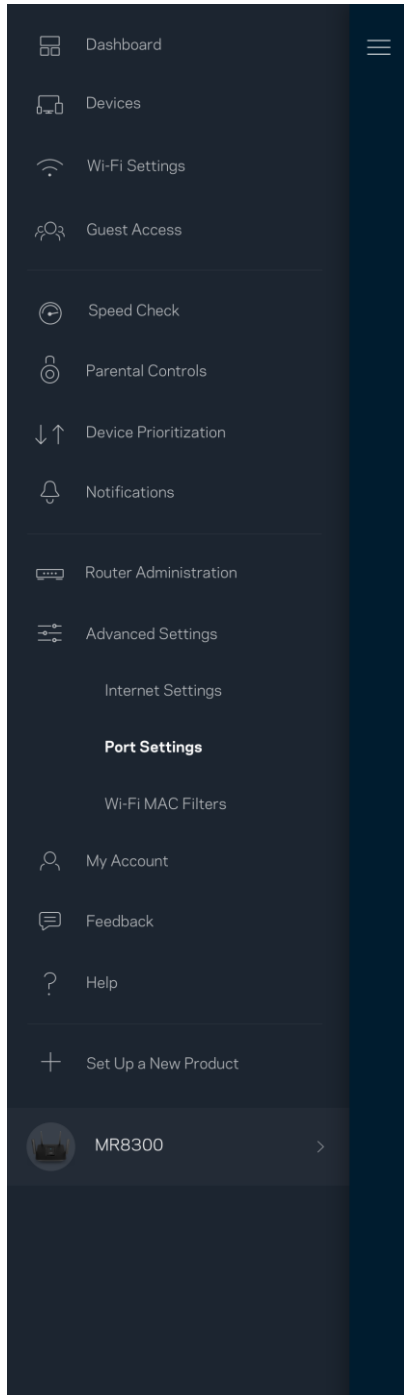 Dashboard
Devices
Wi-Fi Settings
Guest Access
Speed Check
Parental Controls
Device Prioritization
Notifications
Router Administration
Advanced Settings
Internet Settings
Port Settings
Wi-Fi MAC Filters
My Account
Feedback
Help
Set Up a New Product
MR8300